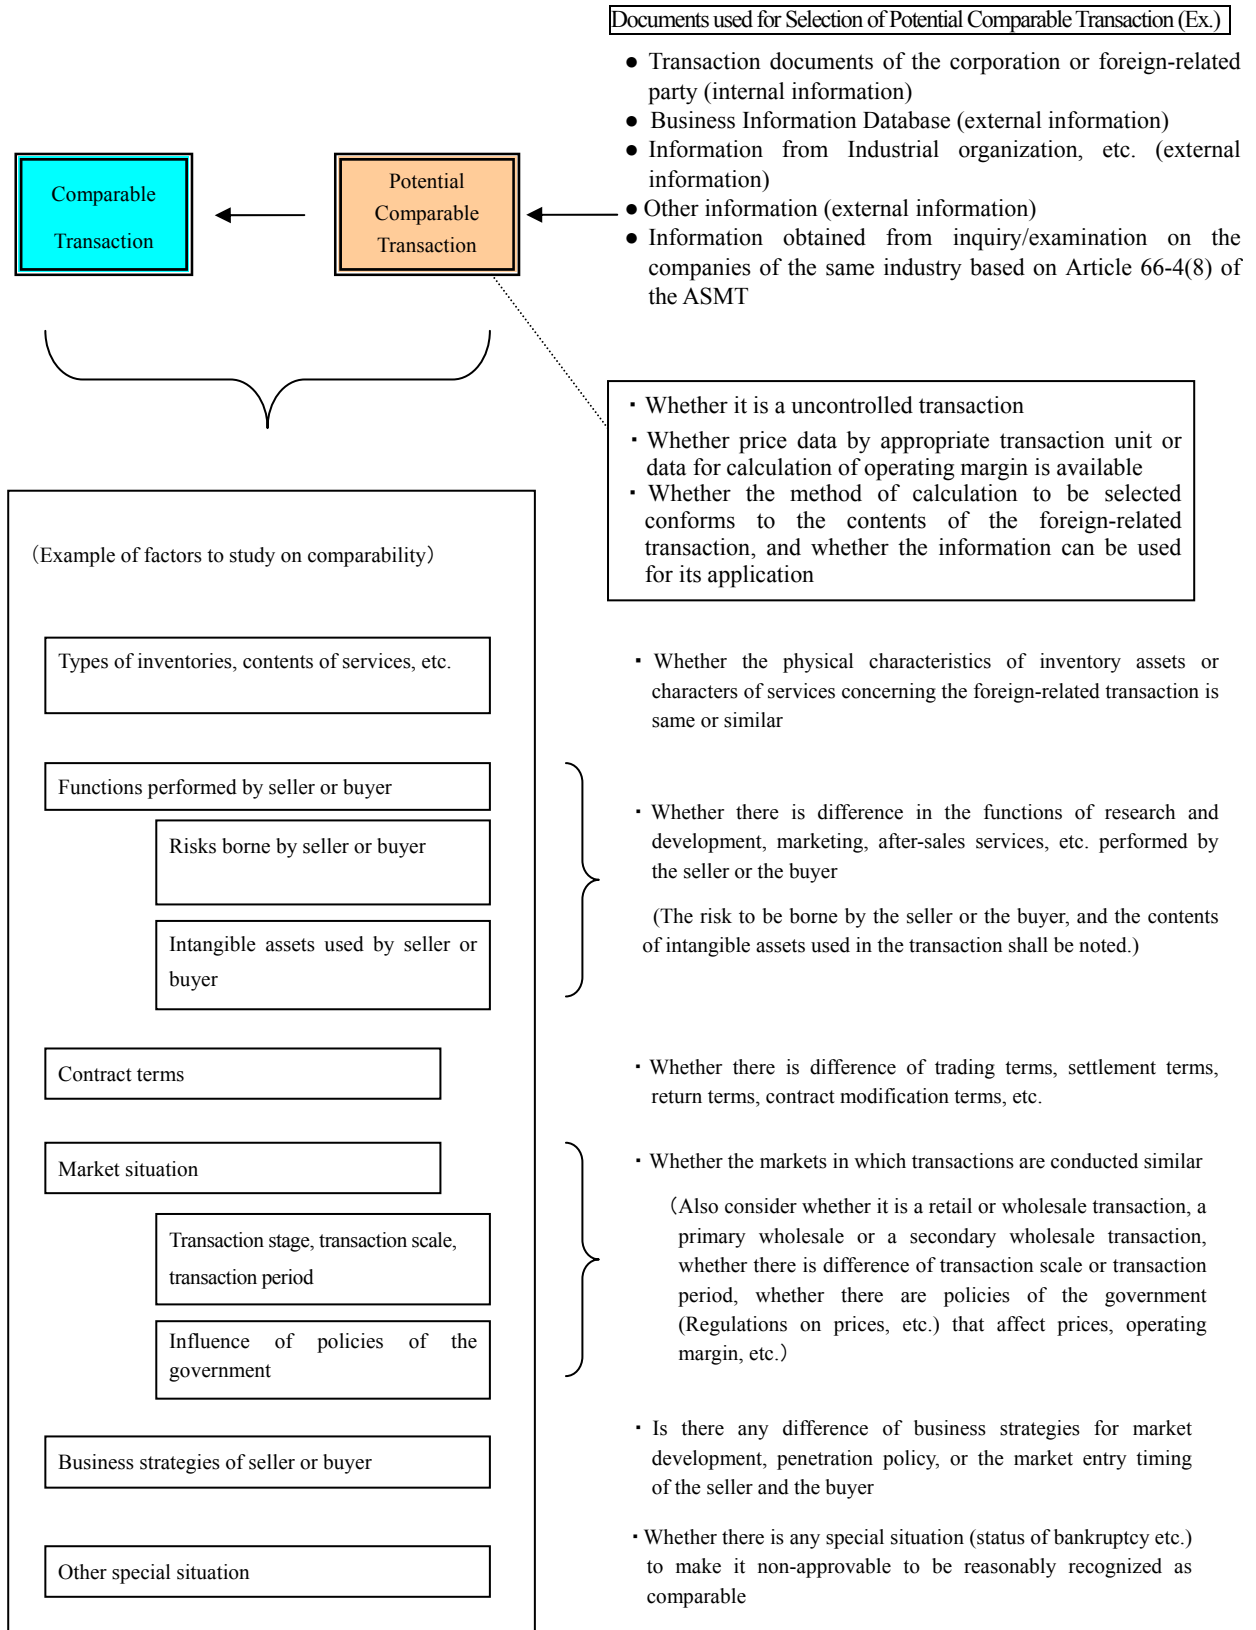 Documents used for Selection of Potential Comparable Transaction (Ex.)
● Transaction documents of the corporation or foreign-related
party (internal information)
● Business Information Database (external information)
● Information from Industrial organization, etc. (external
information)
● Other information (external information)
● Information obtained from inquiry/examination on the
companies of the same industry based on Article 66-4(8) of
the ASMT
Comparable
Transaction
Potential
Comparable
Transaction
・Whether it is a uncontrolled transaction
・Whether price data by appropriate transaction unit or
data for calculation of operating margin is available
・Whether the method of calculation to be selected
conforms to the contents of the foreign-related
transaction, and whether the information can be used
for its application
（Example of factors to study on comparability）
Types of inventories, contents of services, etc.
・Whether the physical characteristics of inventory assets or
characters of services concerning the foreign-related transaction is
same or similar
Functions performed by seller or buyer
Risks borne by seller or buyer
Intangible assets used by seller or
buyer
・Whether there is difference in the functions of research and
development, marketing, after-sales services, etc. performed by
the seller or the buyer
(The risk to be borne by the seller or the buyer, and the contents
of intangible assets used in the transaction shall be noted.)
Contract terms
・Whether there is difference of trading terms, settlement terms,
return terms, contract modification terms, etc.
Market situation
Transaction stage, transaction scale,
transaction period
Influence of policies of the
government
・Whether the markets in which transactions are conducted similar
（Also consider whether it is a retail or wholesale transaction, a
primary wholesale or a secondary wholesale transaction,
whether there is difference of transaction scale or transaction
period, whether there are policies of the government
(Regulations on prices, etc.) that affect prices, operating
margin, etc.）
Business strategies of seller or buyer
・Is there any difference of business strategies for market
development, penetration policy, or the market entry timing
of the seller and the buyer
Other special situation
・Whether there is any special situation (status of bankruptcy etc.)
to make it non-approvable to be reasonably recognized as
comparable